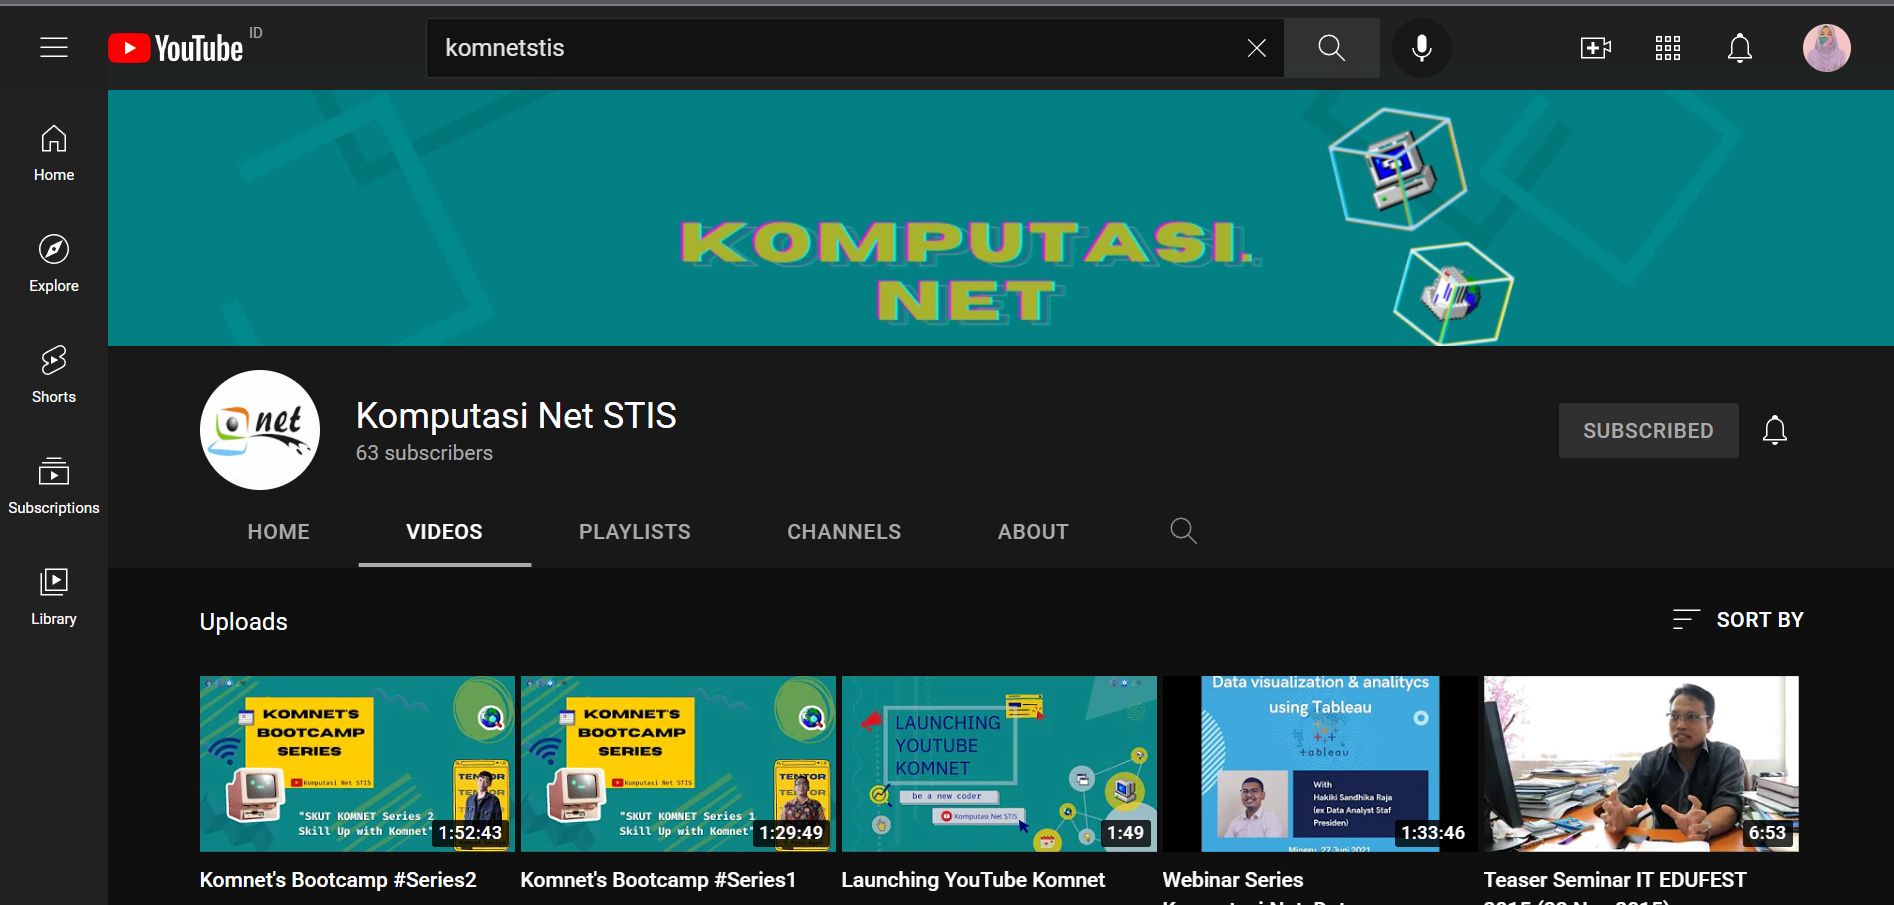 YouTube ID
komnetstis
Home
Explore
Shorts
Subscriptions
Library
KOMPUTASI.
NET
net
Komputasi Net STIS
63 subscribers
SUBSCRIBED
HOME
VIDEOS
PLAYLISTS
CHANNELS
ABOUT
Uploads
SORT BY
KOMNET'S
BOOTCAMP
SERIES
Komputasi Net STIS
TENTOR
"SKUT KOMNET Series 2
Skill Up with Komnet"
1:52:43
Komnet's Bootcamp #Series2
KOMNET'S
BOOTCAMP
SERIES
Komputasi Net STIS
TENTOR
"SKUT KOMNET Series 1
Skill Up with Komnet"
1:29:49
Komnet's Bootcamp #Series1
LAUNCHING
YOUTUBE
KOMNET
be a new coder
Komputasi Net STIS
1:49
Launching YouTube Komnet
Data visualization & analitycs
using Tableau
+ableau
With
Hakiki Sandhika Raja
(ex Data Analyst Staf
Presiden)
Minggu, 27 Juni 2021
1:33:46
Webinar Series
6:53
Teaser Seminar IT EDUFEST